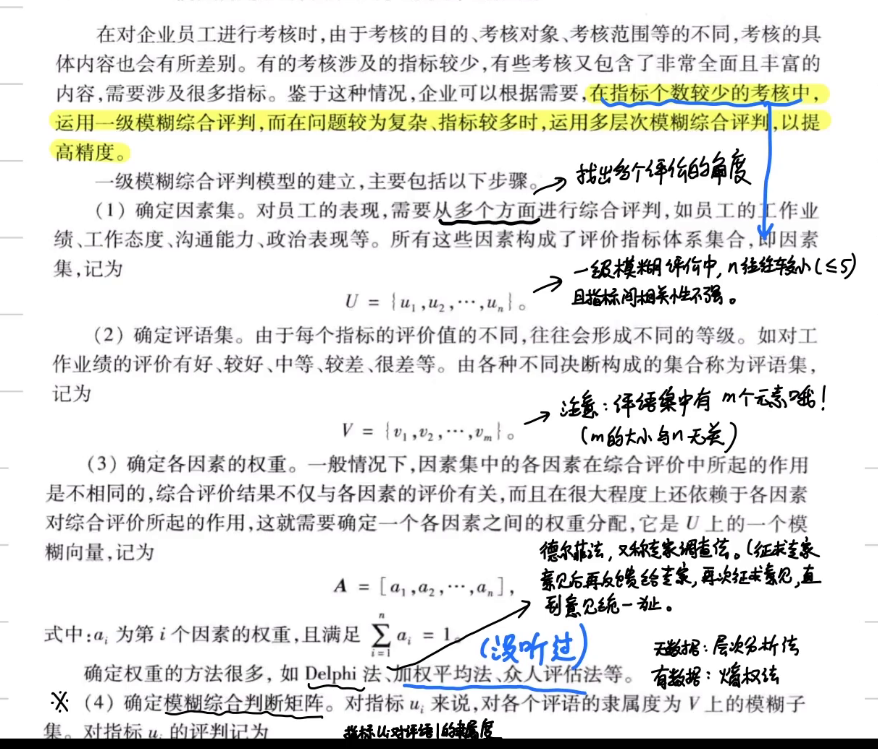 在对企业员工进行考核时,由于考核的目的、考核对象、考核范围等的不同,考核的具
体内容也会有所差别。有的考核涉及的指标较少,有些考核又包含了非常全面且丰富的
内容,需要涉及很多指标。鉴于这种情况,企业可以根据需要,在指标个数较少的考核中,
运用一级模糊综合评判,而在问题较为复杂、指标较多时,运用多层次模糊综合评判,以提
高精度。
一级模糊综合评判模型的建立,主要包括以下步骤。
找出多个评价的角度
(1) 确定因素集。对员工的表现,需要从多个方面进行综合评判,如员工的工作业
绩、工作态度、沟通能力、政治表现等。所有这些因素构成了评价指标体系集合,即因素
集,记为
一级模糊评价中,n往往较小(≤5)
且指标间相关性不强。
U = {u₁,u₂,⋯,uₙ}。
(2) 确定评语集。由于每个指标的评价值的不同,往往会形成不同的等级。如对工
作业绩的评价有好、较好、中等、较差、很差等。由各种不同决断构成的集合称为评语集,
记为
注意:评语集中有m个元素哦!
V = {v₁,v₂,⋯,vₘ}。
(m的大小与n无关)
(3) 确定各因素的权重。一般情况下,因素集中的各因素在综合评价中所起的作用
是不相同的,综合评价结果不仅与各因素的评价有关,而且在很大程度上还依赖于各因素
对综合评价所起的作用,这就需要确定一个各因素之间的权重分配,它是 U 上的一个模
糊向量,记为
德尔菲法,又称专家调查法。(征求专家
意见后再反馈给专家,再次征求意见,直
到意见统一为止。
A = [a₁,a₂,⋯,aₙ],
式中:aᵢ 为第 i 个因素的权重,且满足 ∑ᵢ₌₁ⁿ aᵢ = 1。
(没听过)
无数据:层次分析法
确定权重的方法很多, 如 Delphi 法、加权平均法、众人评估法等。
有数据:熵权法
※ (4) 确定模糊综合判断矩阵。对指标 uᵢ 来说,对各个评语的隶属度为 V 上的模糊子
集。对指标 uᵢ 的评判记为
指标Uᵢ对评语1的隶属度